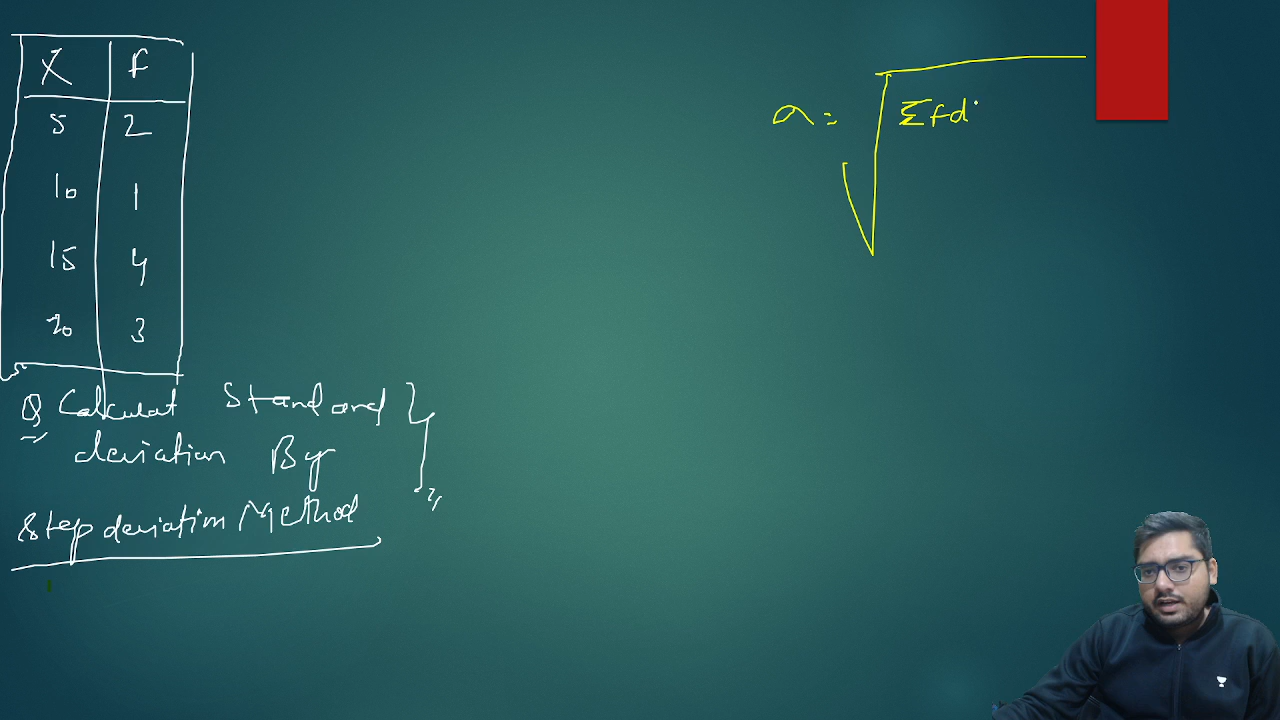 X f
5 2
10 1
15 4
20 3
Q Calculat Standard
deviation By
Step deviation Method
σ = √ Σfd'